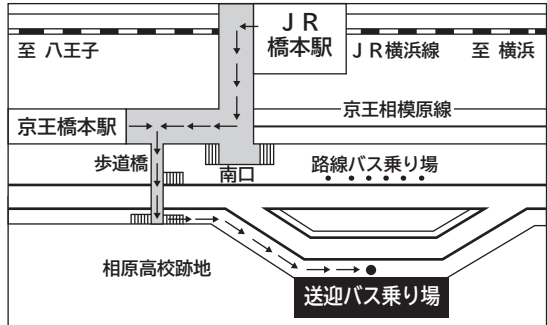 ＪＲ
橋本駅
至 八王子
ＪＲ横浜線
至 横浜
京王相模原線
京王橋本駅
歩道橋
南口
路線バス乗り場
相原高校跡地
送迎バス乗り場